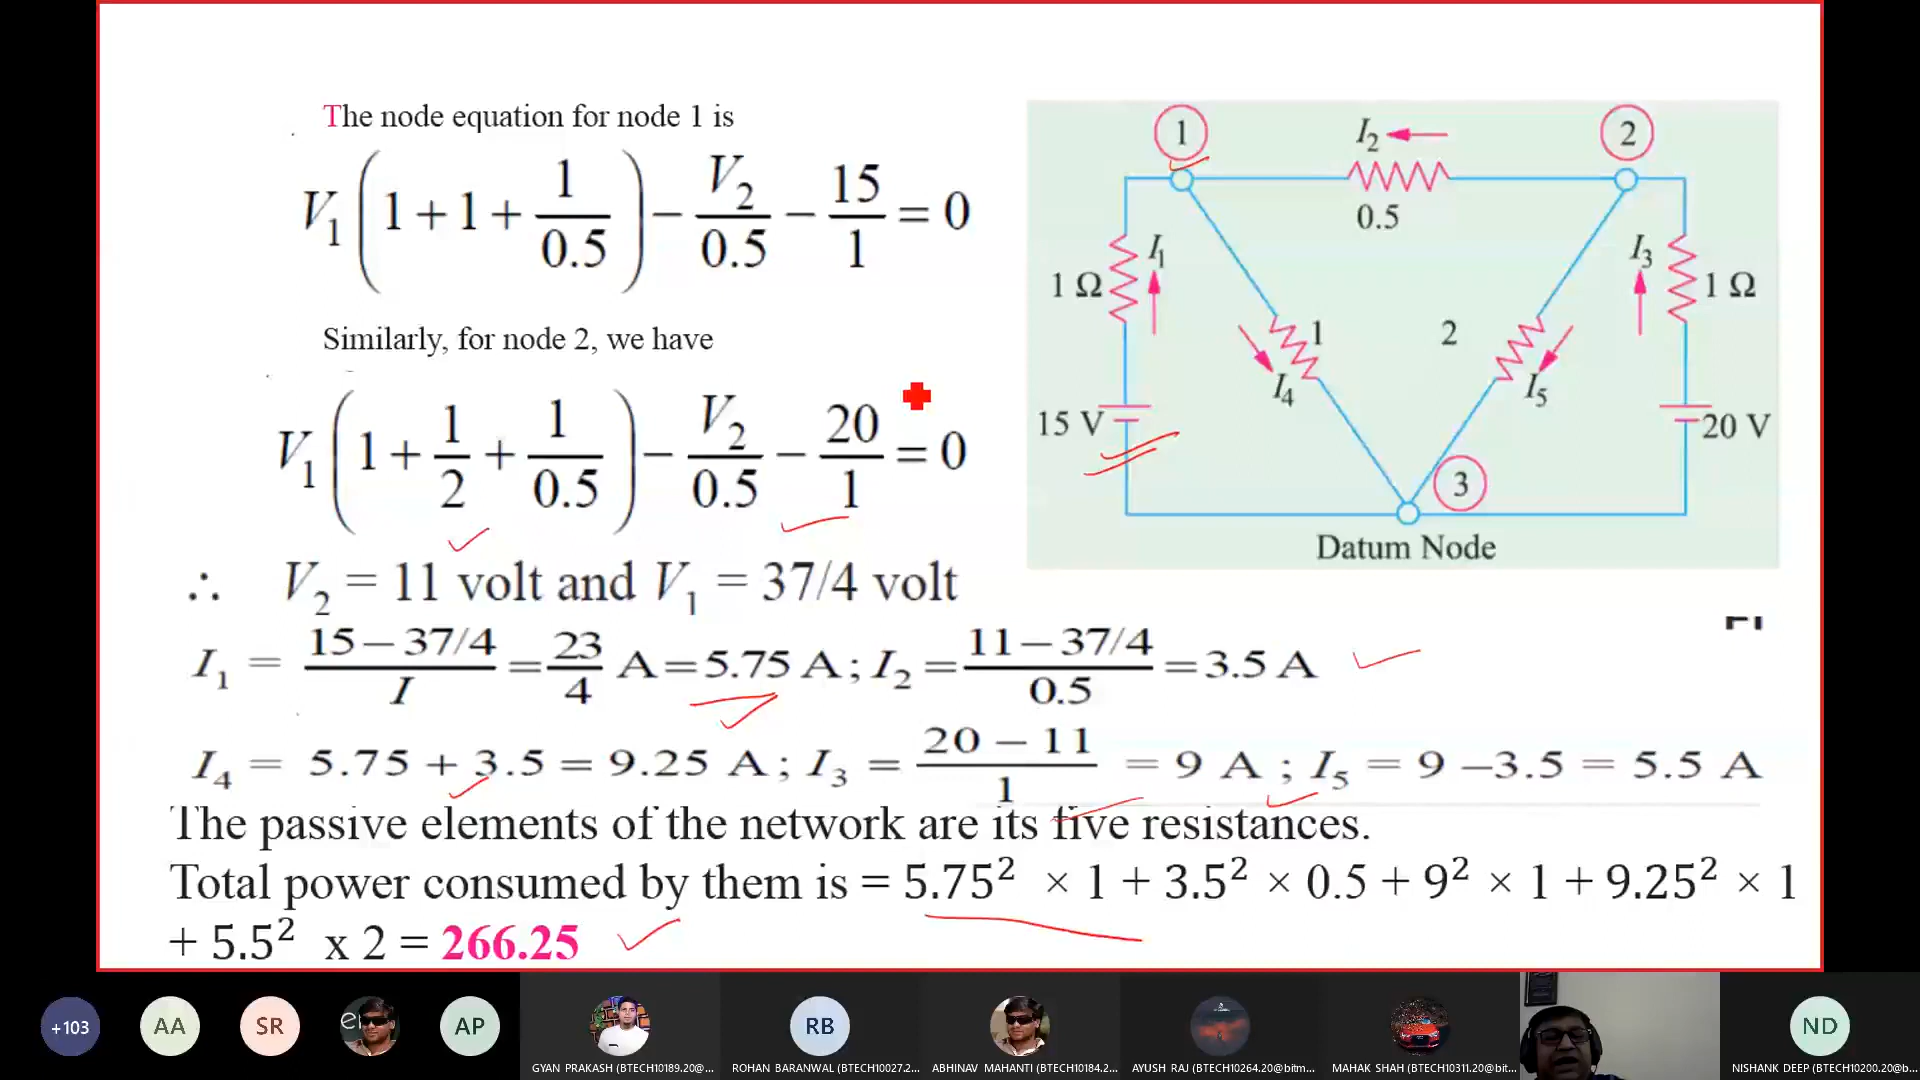 The node equation for node 1 is
V₁(1 + 1 + 1/0.5) − V₂/0.5 − 15/1 = 0
Similarly, for node 2, we have
V₁(1 + 1/2 + 1/0.5) − V₂/0.5 − 20/1 = 0
∴ V₂ = 11 volt and V₁ = 37/4 volt
I₁ = (15 − 37/4)/I = 23/4 A = 5.75 A; I₂ = (11 − 37/4)/0.5 = 3.5 A
I₄ = 5.75 + 3.5 = 9.25 A; I₃ = (20 − 11)/1 = 9 A ; I₅ = 9 −3.5 = 5.5 A
The passive elements of the network are its five resistances.
Total power consumed by them is = 5.75² × 1 + 3.5² × 0.5 + 9² × 1 + 9.25² × 1
+ 5.5² x 2 = 266.25
1 I₂ 2
0.5
1 Ω I₁ I₃ 1 Ω
1 2
I₄ I₅
15 V 20 V
3
Datum Node
+103 AA SR AP RB ND
GYAN PRAKASH (BTECH10189.20@... ROHAN BARANWAL (BTECH10027.2... ABHINAV MAHANTI (BTECH10184.2... AYUSH RAJ (BTECH10264.20@bitm... MAHAK SHAH (BTECH10311.20@bit... NISHANK DEEP (BTECH10200.20@b...